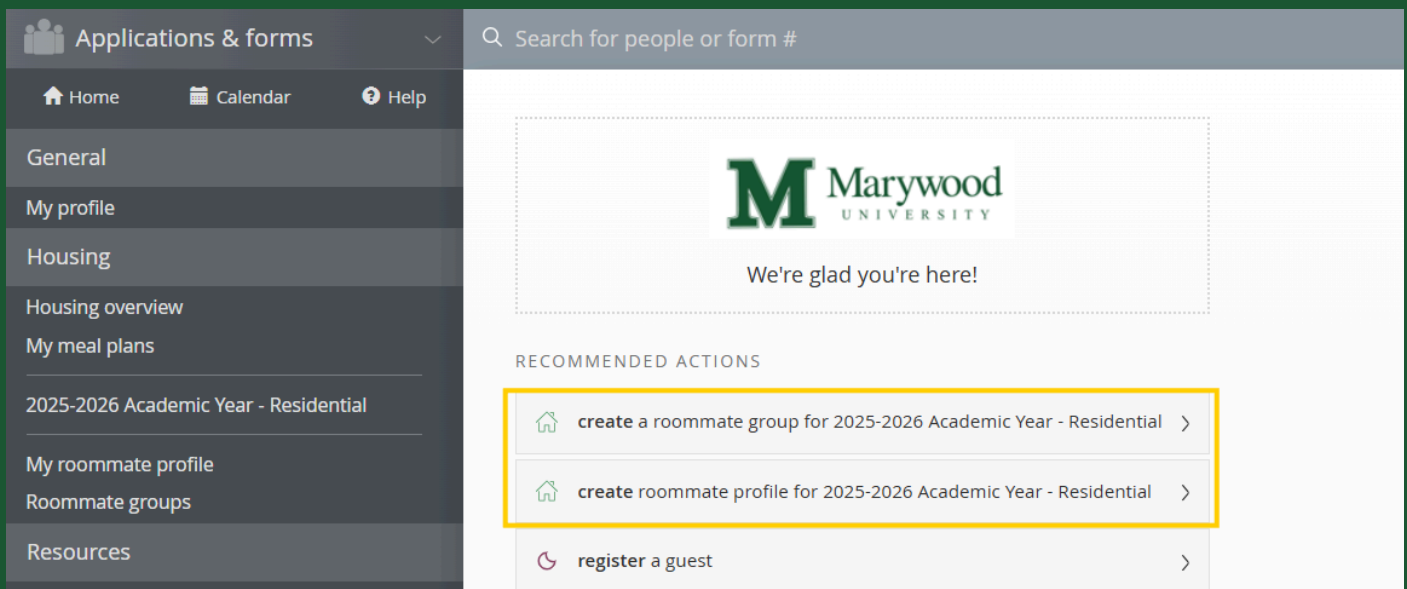 Applications & forms
Search for people or form #
Home
Calendar
Help
General
My profile
Housing
Housing overview
My meal plans
2025-2026 Academic Year - Residential
My roommate profile
Roommate groups
Resources
M Marywood
UNIVERSITY
We're glad you're here!
RECOMMENDED ACTIONS
create a roommate group for 2025-2026 Academic Year - Residential
create roommate profile for 2025-2026 Academic Year - Residential
register a guest